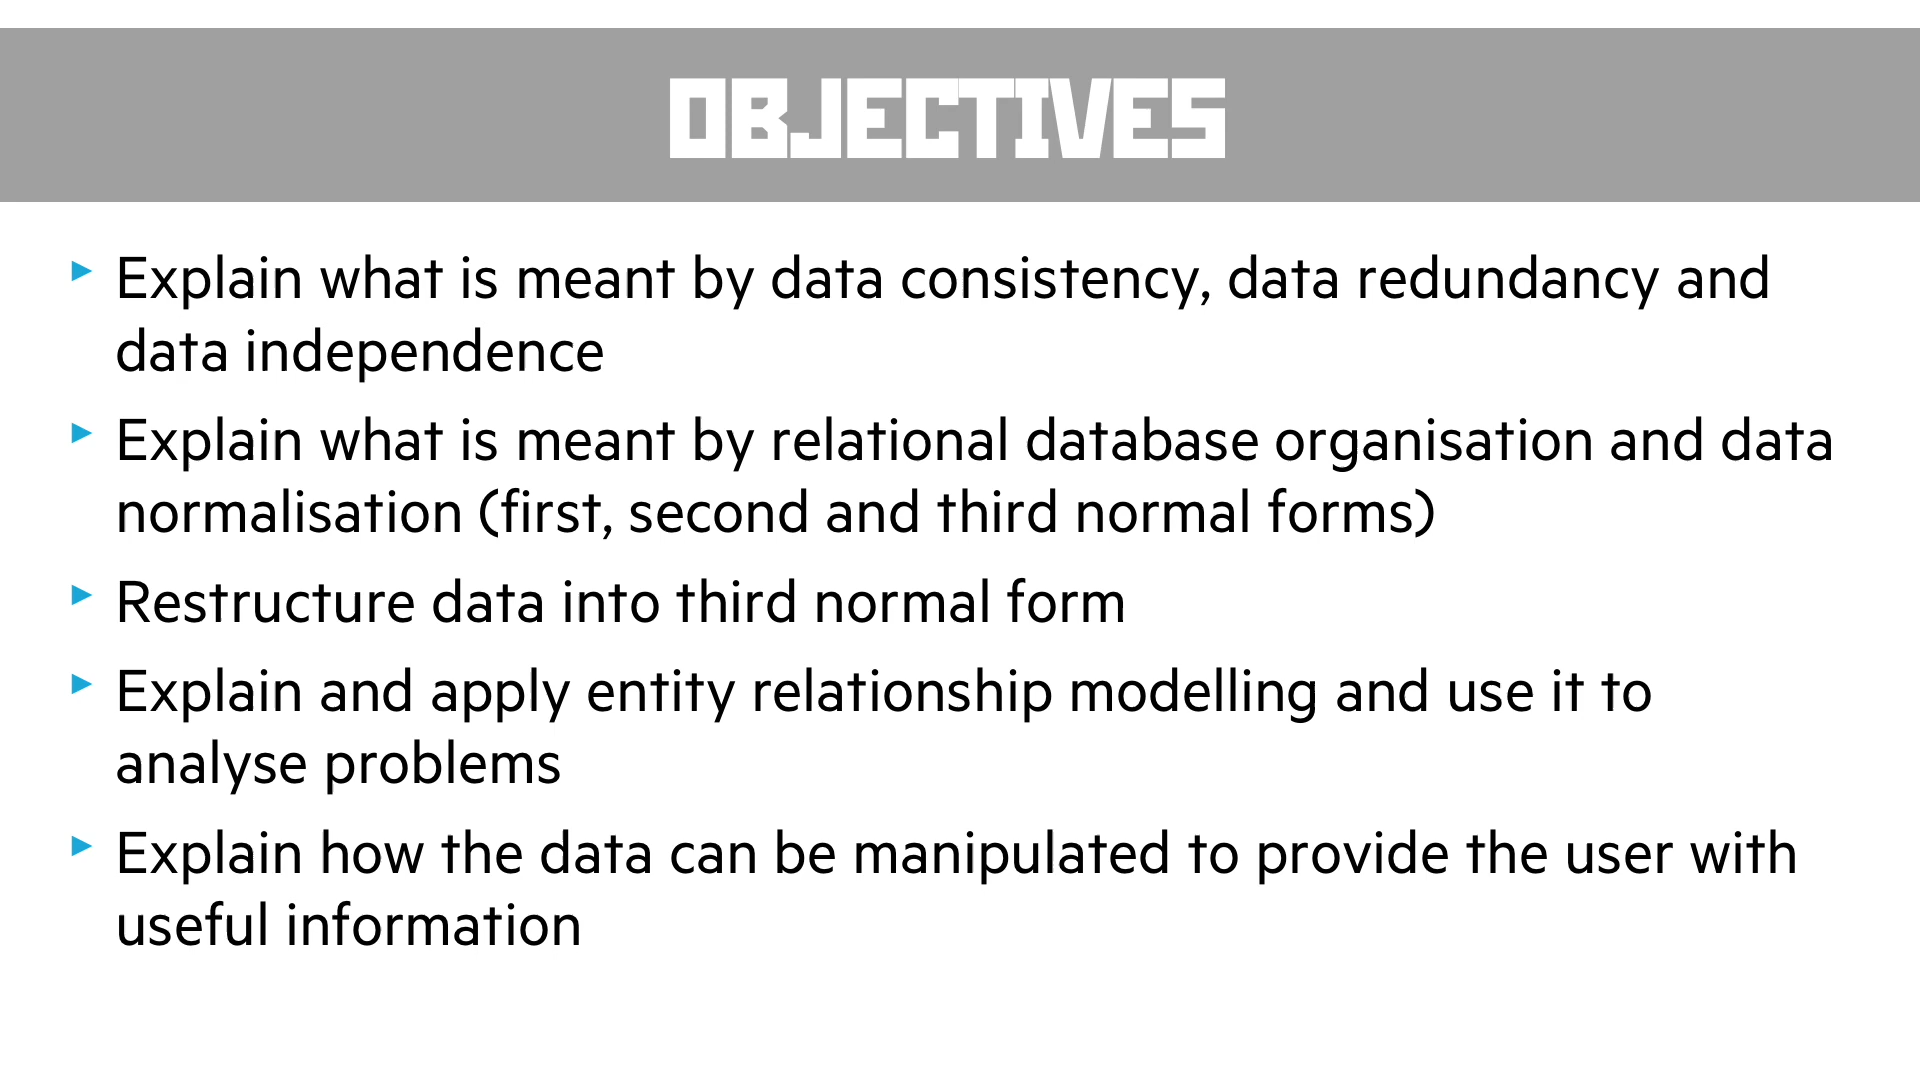 OBJECTIVES
▶ Explain what is meant by data consistency, data redundancy and
data independence
▶ Explain what is meant by relational database organisation and data
normalisation (first, second and third normal forms)
▶ Restructure data into third normal form
▶ Explain and apply entity relationship modelling and use it to
analyse problems
▶ Explain how the data can be manipulated to provide the user with
useful information